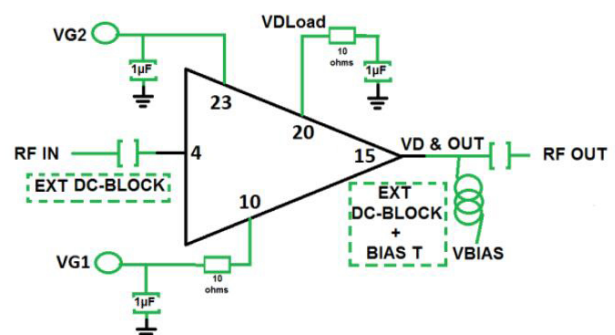 VG2
1µF
VDLoad
10
ohms
1µF
23
20
RF IN
4
15
VD & OUT
RF OUT
EXT DC-BLOCK
10
EXT
DC-BLOCK
+
BIAS T
VBIAS
VG1
10
ohms
1µF